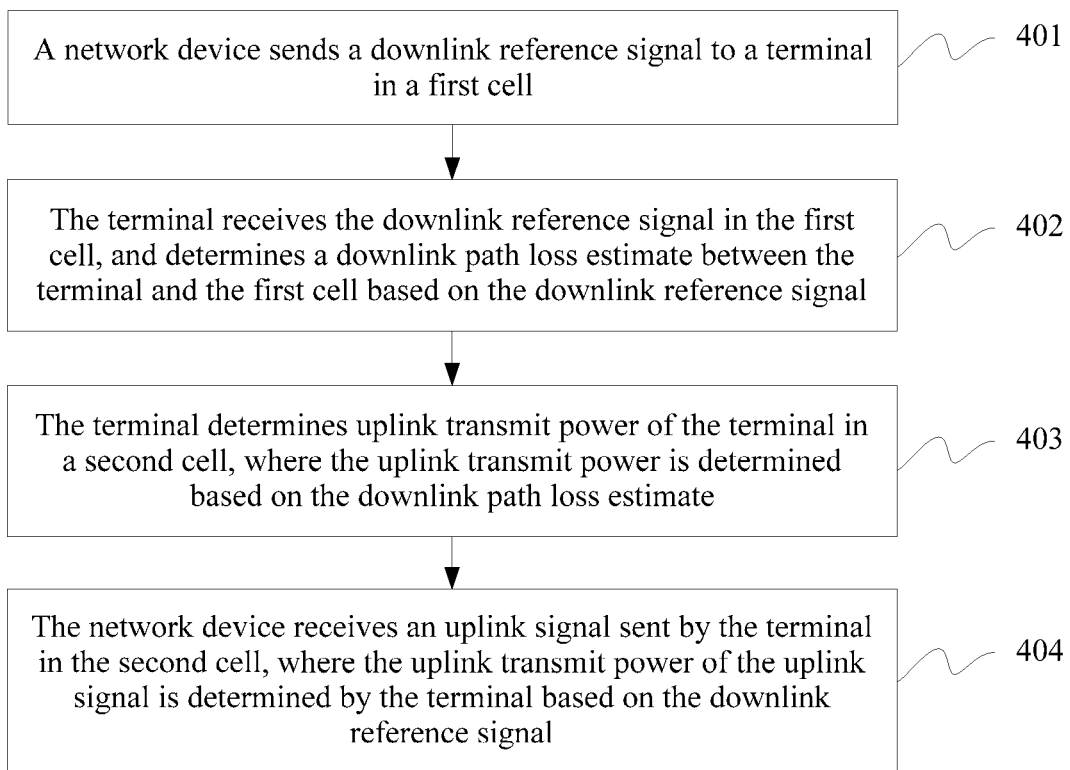 A network device sends a downlink reference signal to a terminal
in a first cell
401
The terminal receives the downlink reference signal in the first
cell, and determines a downlink path loss estimate between the
terminal and the first cell based on the downlink reference signal
402
The terminal determines uplink transmit power of the terminal in
a second cell, where the uplink transmit power is determined
based on the downlink path loss estimate
403
The network device receives an uplink signal sent by the terminal
in the second cell, where the uplink transmit power of the uplink
signal is determined by the terminal based on the downlink
reference signal
404